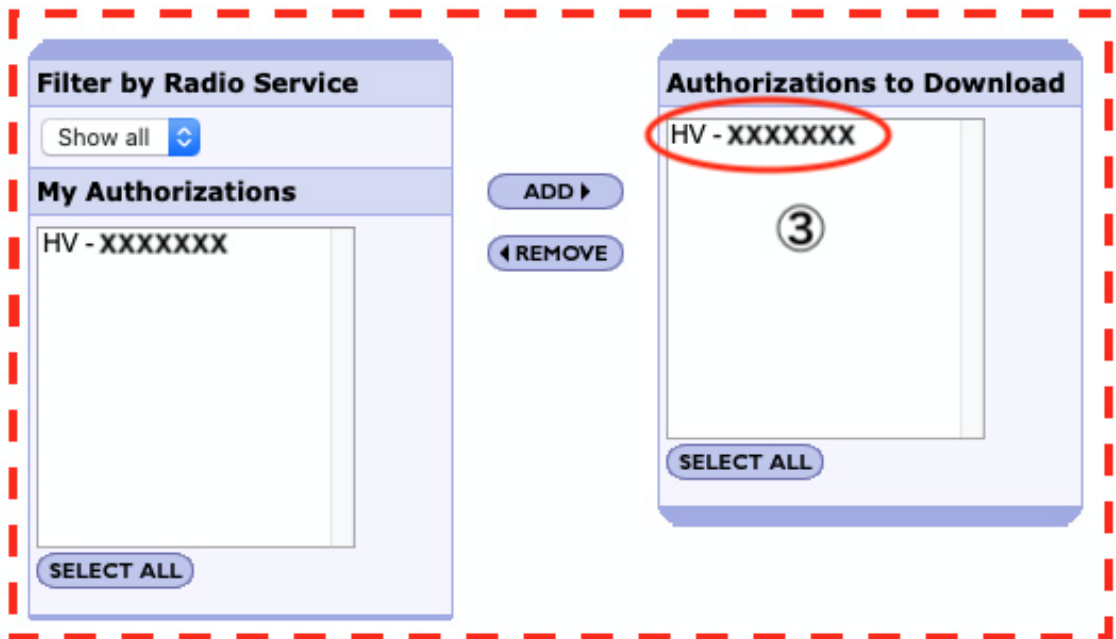 Filter by Radio Service
Show all
My Authorizations
HV - XXXXXXX
SELECT ALL
ADD
REMOVE
Authorizations to Download
HV - XXXXXXX
③
SELECT ALL